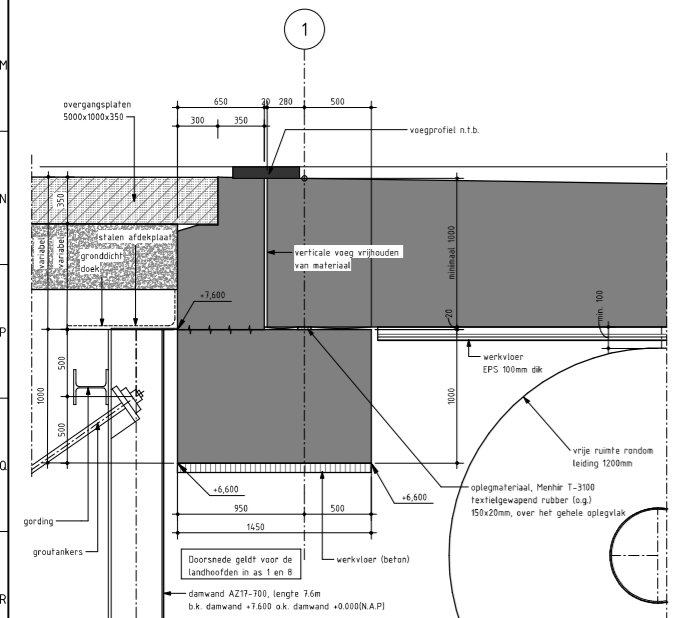 1
M
N
P
Q
R
overgangsplaten
5000x1000x350
650
20
280
500
300
350
voegprofiel n.t.b.
variabel
variabel
350
stalen afdekplaat
gronddicht
doek
verticale voeg vrijhouden
van materiaal
minimaal 1000
+7,600
20
min. 100
werkvloer
EPS 100mm dik
1000
500
500
1000
vrije ruimte rondom
leiding 1200mm
+6,600
+6,600
oplegmateriaal, Menhir T-3100
textielgewapend rubber (o.g.)
150x20mm, over het gehele oplegvlak
950
500
1450
gording
groutankers
Doorsnede geldt voor de
landhoofden in as 1 en 8
werkvloer (beton)
damwand AZ17-700, lengte 7.6m
b.k. damwand +7.600 o.k. damwand +0.000(N.A.P)